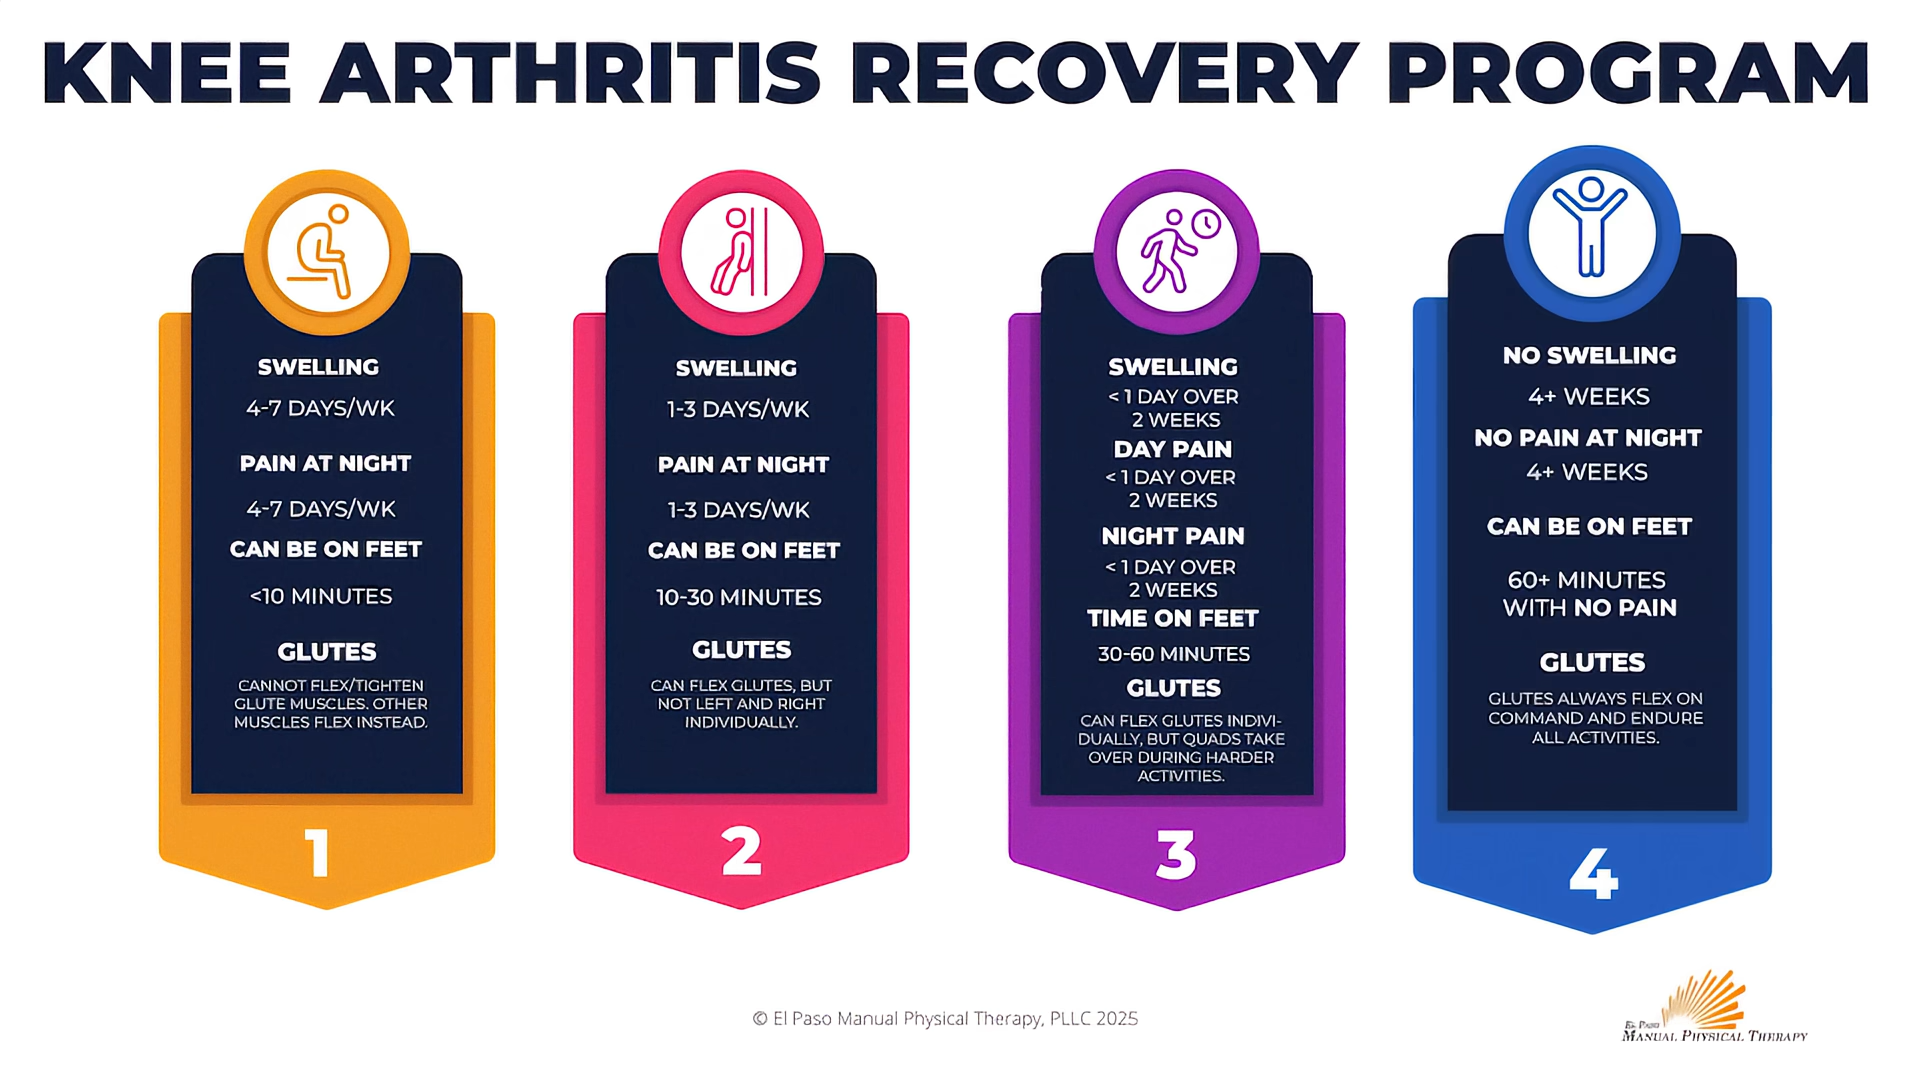 KNEE ARTHRITIS RECOVERY PROGRAM
SWELLING
4-7 DAYS/WK
PAIN AT NIGHT
4-7 DAYS/WK
CAN BE ON FEET
<10 MINUTES
GLUTES
CANNOT FLEX/TIGHTEN
GLUTE MUSCLES. OTHER
MUSCLES FLEX INSTEAD.
1
SWELLING
1-3 DAYS/WK
PAIN AT NIGHT
1-3 DAYS/WK
CAN BE ON FEET
10-30 MINUTES
GLUTES
CAN FLEX GLUTES, BUT
NOT LEFT AND RIGHT
INDIVIDUALLY.
2
SWELLING
< 1 DAY OVER
2 WEEKS
DAY PAIN
< 1 DAY OVER
2 WEEKS
NIGHT PAIN
< 1 DAY OVER
2 WEEKS
TIME ON FEET
30-60 MINUTES
GLUTES
CAN FLEX GLUTES INDIVI-
DUALLY, BUT QUADS TAKE
OVER DURING HARDER
ACTIVITIES.
3
NO SWELLING
4+ WEEKS
NO PAIN AT NIGHT
4+ WEEKS
CAN BE ON FEET
60+ MINUTES
WITH NO PAIN
GLUTES
GLUTES ALWAYS FLEX ON
COMMAND AND ENDURE
ALL ACTIVITIES.
4
© El Paso Manual Physical Therapy, PLLC 2025
EL PASO
MANUAL PHYSICAL THERAPY